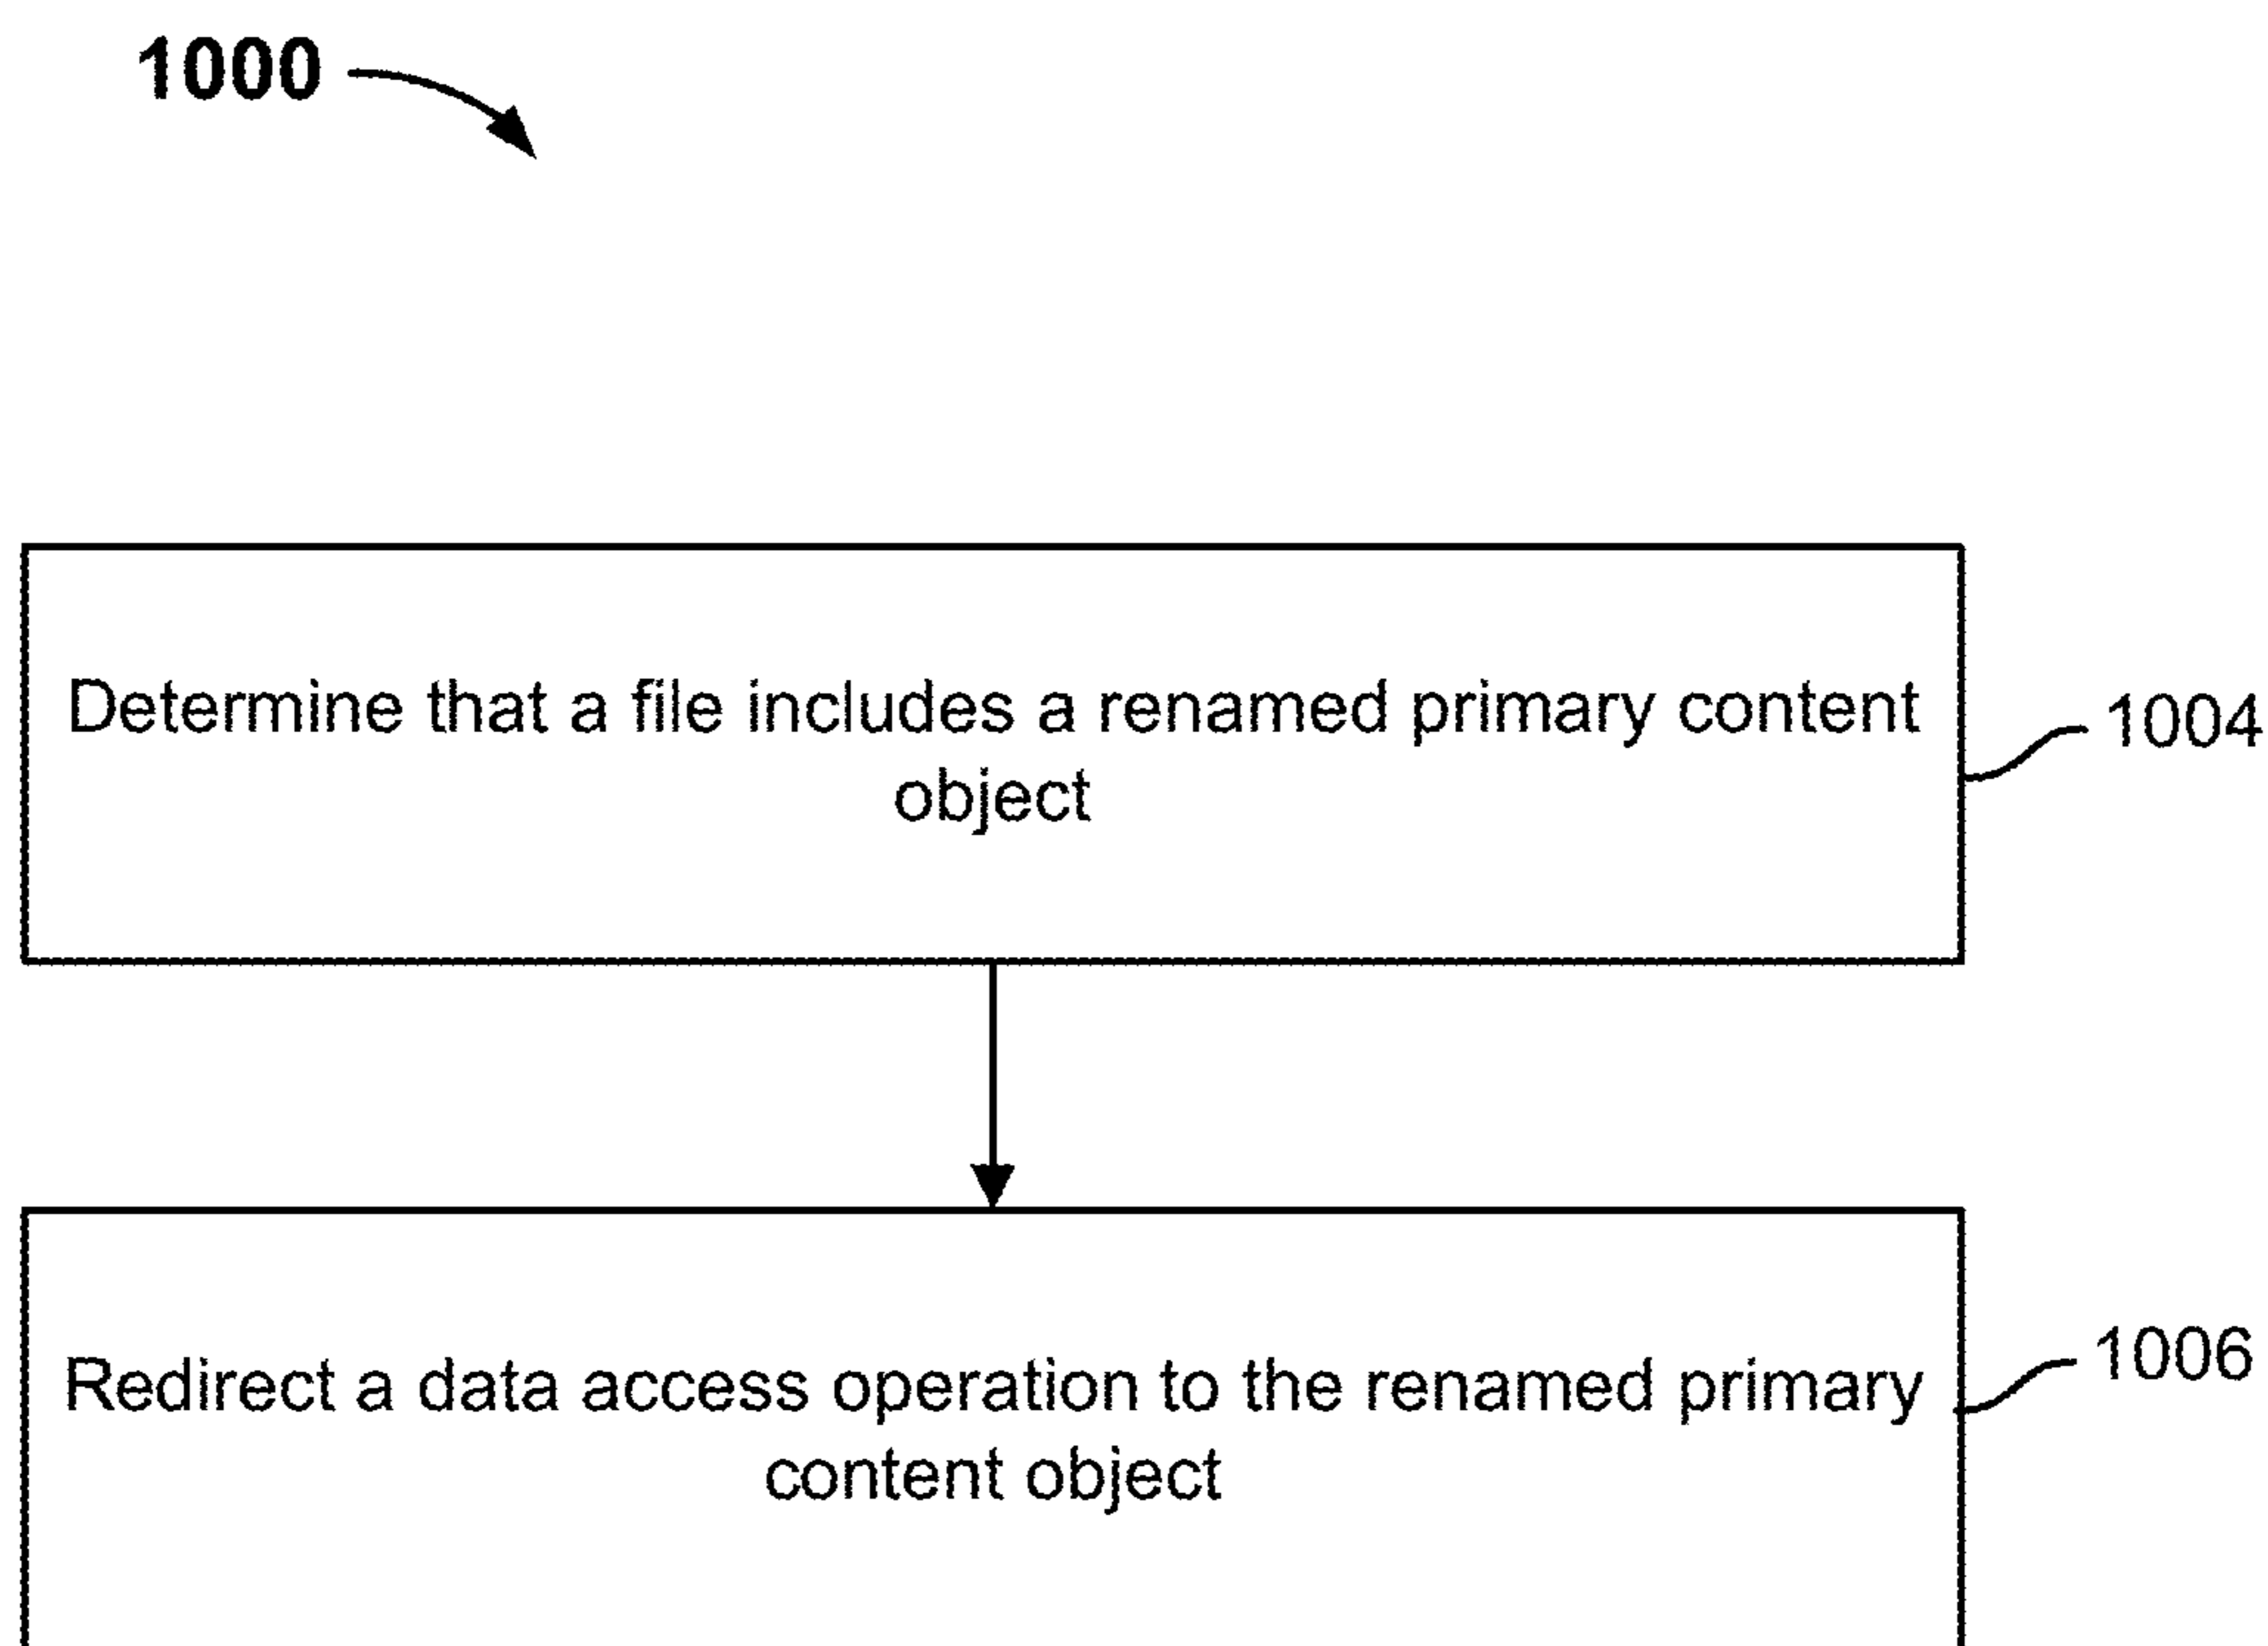 1000
Determine that a file includes a renamed primary content
object
1004
Redirect a data access operation to the renamed primary
content object
1006